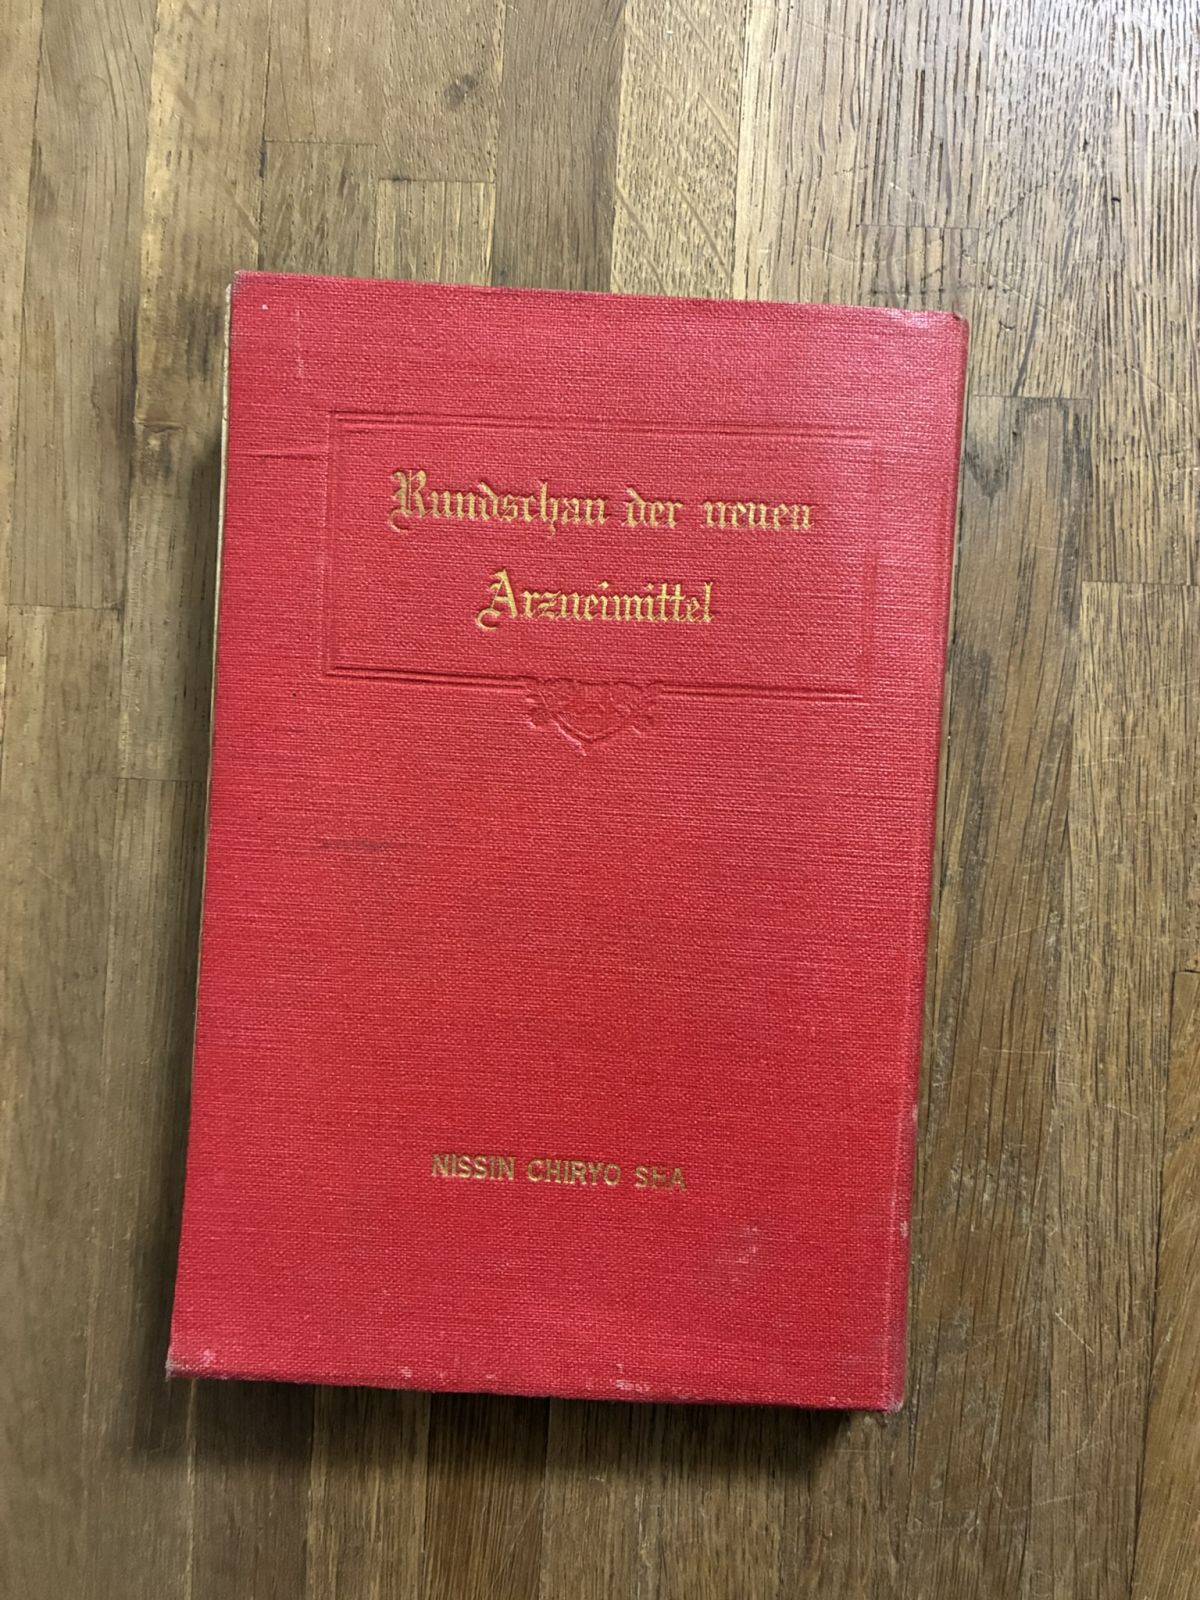 Rundschau der neuen
Arzneimittel
NISSIN CHIRYO SHA